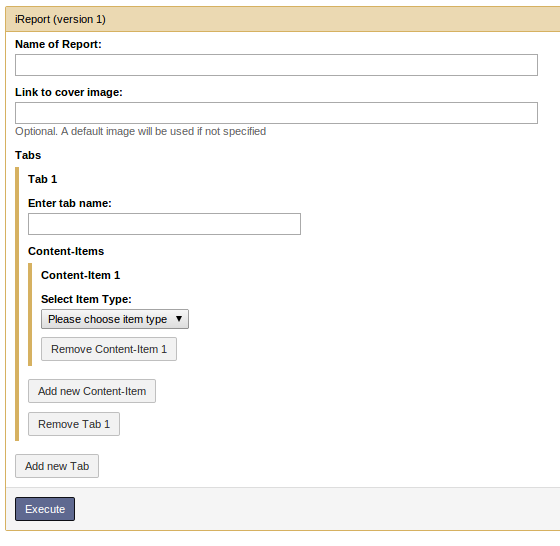 iReport (version 1)
Name of Report:
Link to cover image:
Optional. A default image will be used if not specified
Tabs
Tab 1
Enter tab name:
Content-Items
Content-Item 1
Select Item Type:
Please choose item type
Remove Content-Item 1
Add new Content-Item
Remove Tab 1
Add new Tab
Execute